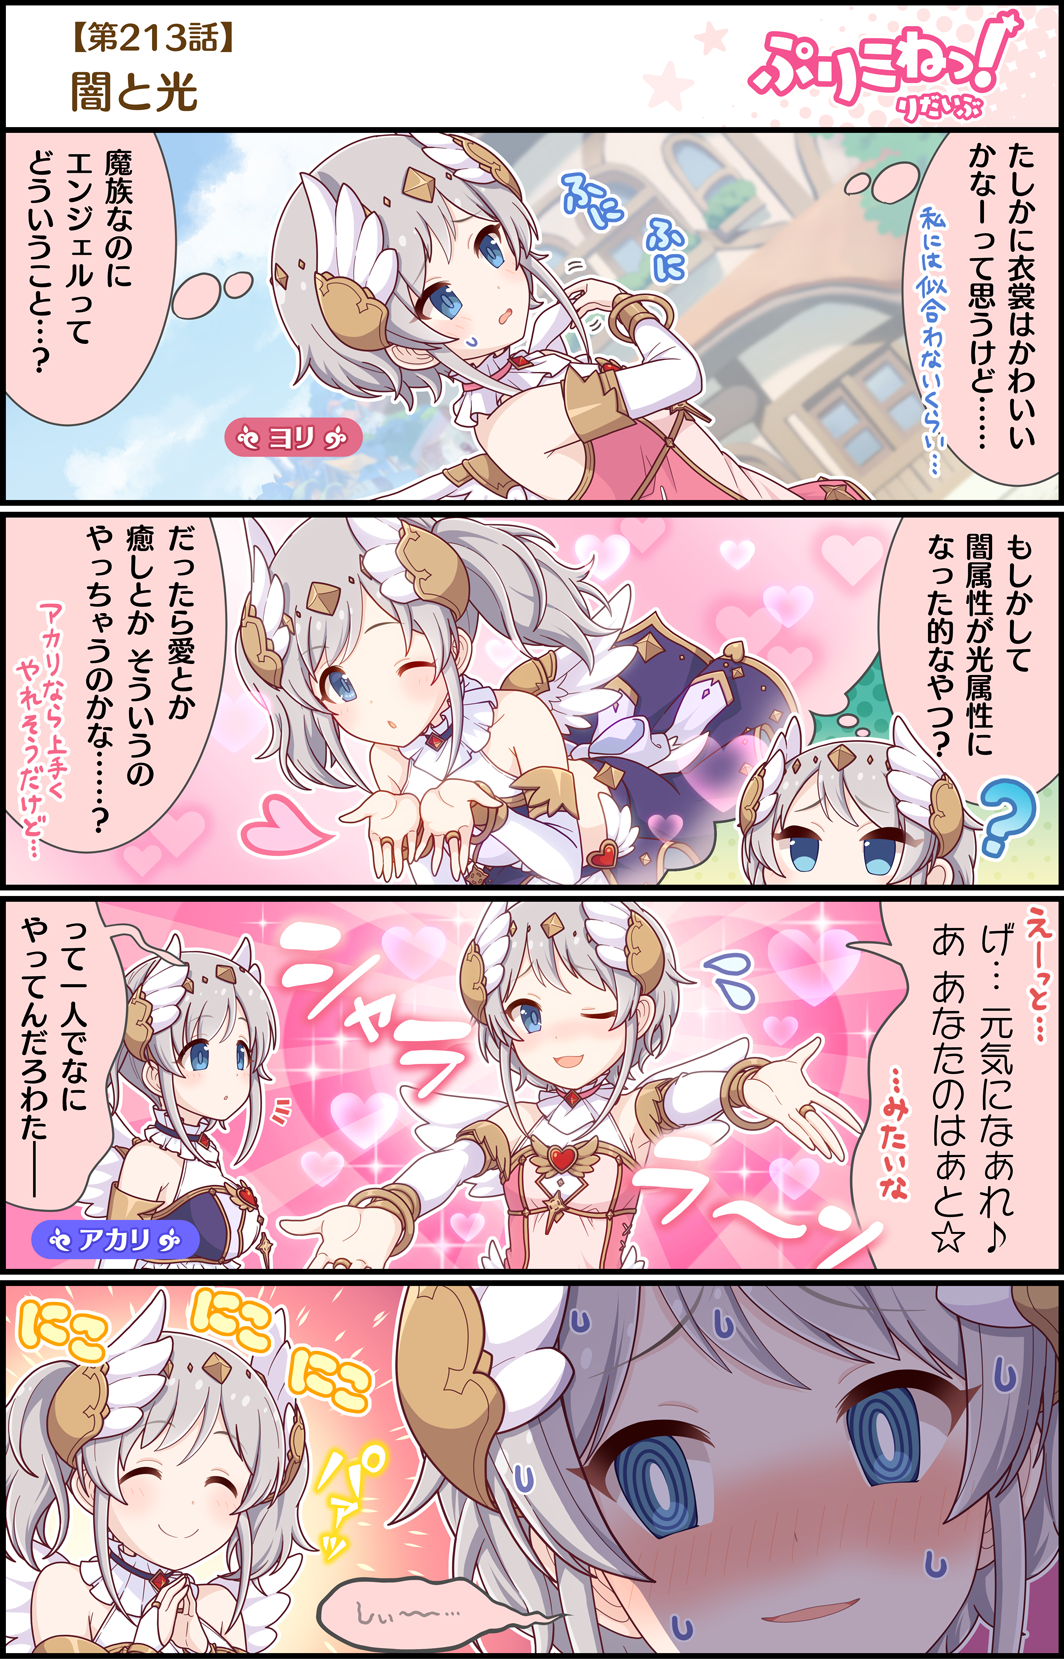 【第213話】
闇と光
ぷりこねっ!
りだいぶ
たしかに衣裳はかわいい
かなーって思うけど……
私には似合わないくらい…
ふに
ふに
魔族なのに
エンジェルって
どういうこと…?
ヨリ
もしかして
闇属性が光属性に
なった的なやつ?
?
だったら愛とか
癒しとか そういうの
やっちゃうのかな……?
アカリなら上手く
やれそうだけど…
えーっと…
げ… 元気になぁれ♪
あ あなたのはぁと☆
…みたいな
シャラ
ラ
ラ〜ン
って一人でなに
やってんだろわた――
アカリ
しぃ〜〜…
にこ
にこ
にこ
パァッ